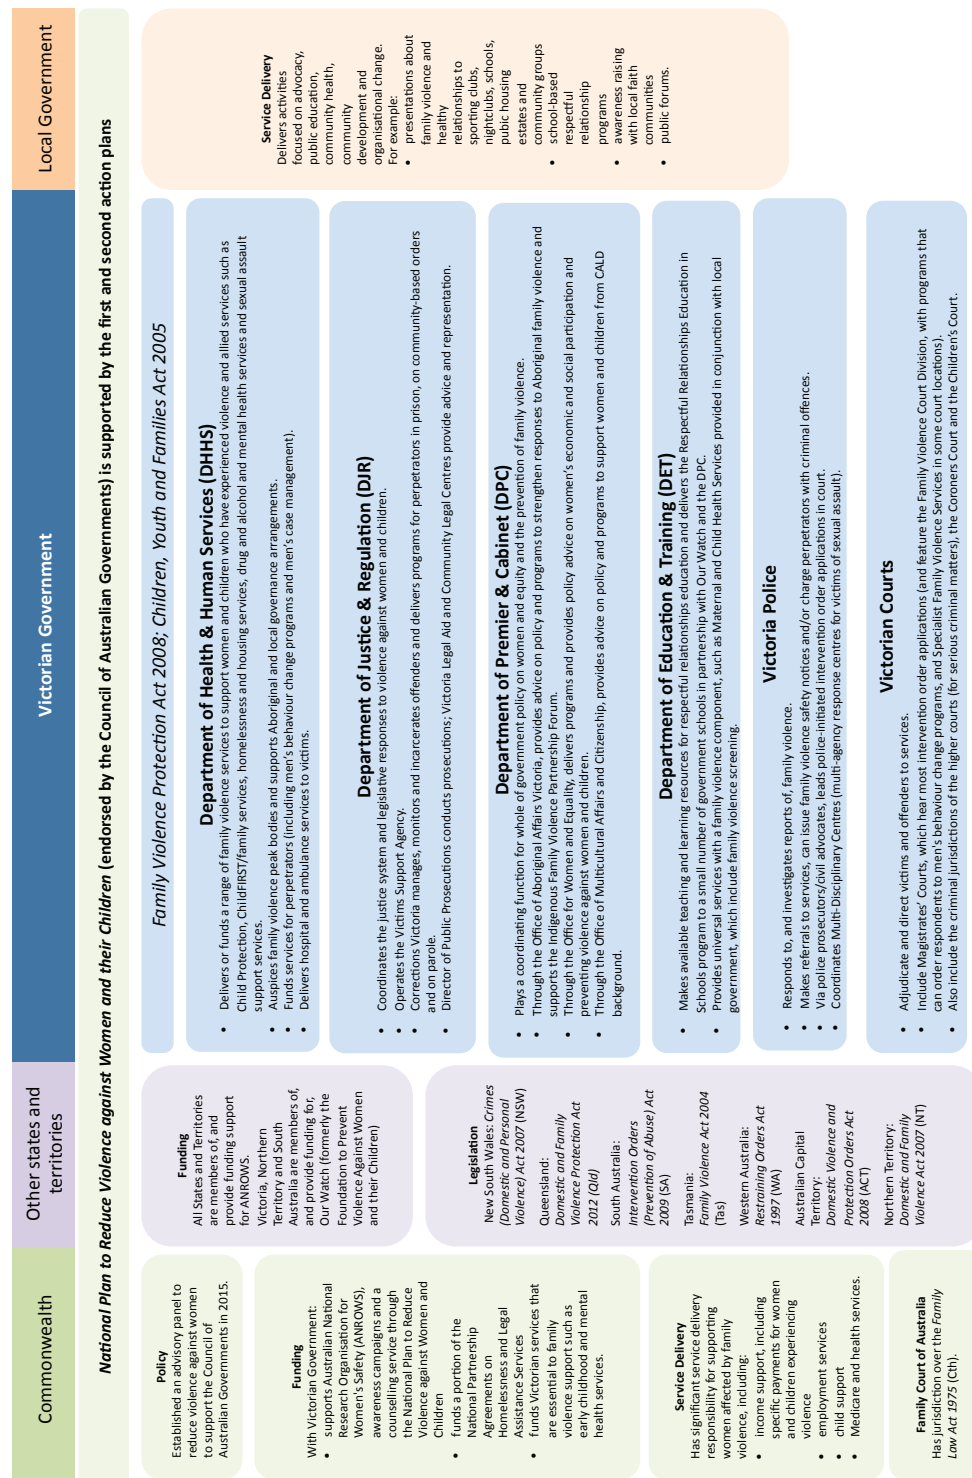 Commonwealth
Other states and
territories
Victorian Government
Local Government
National Plan to Reduce Violence against Women and their Children (endorsed by the Council of Australian Governments) is supported by the first and second action plans
Policy
Established an advisory panel to
reduce violence against women
to support the Council of
Australian Governments in 2015.
Funding
With Victorian Government:
• supports Australian National
Research Organisation for
Women's Safety (ANROWS),
awareness campaigns and a
counselling service through
the National Plan to Reduce
Violence against Women and
Children
• funds a portion of the
National Partnership
Agreements on
Homelessness and Legal
Assistance Services
• funds Victorian services that
are essential to family
violence support such as
early childhood and mental
health services.
Service Delivery
Has significant service delivery
responsibility for supporting
women affected by family
violence, including:
• income support, including
specific payments for women
and children experiencing
violence
• employment services
• child support
• Medicare and health services.
Family Court of Australia
Has jurisdiction over the Family
Law Act 1975 (Cth).
Funding
All States and Territories
are members of, and
provide funding support
for ANROWS.
Victoria, Northern
Territory and South
Australia are members of,
and provide funding for,
Our Watch (formerly the
Foundation to Prevent
Violence Against Women
and their Children)
Legislation
New South Wales: Crimes
(Domestic and Personal
Violence) Act 2007 (NSW)
Queensland:
Domestic and Family
Violence Protection Act
2012 (Qld)
South Australia:
Intervention Orders
(Prevention of Abuse) Act
2009 (SA)
Tasmania:
Family Violence Act 2004
(Tas)
Western Australia:
Restraining Orders Act
1997 (WA)
Australian Capital
Territory:
Domestic Violence and
Protection Orders Act
2008 (ACT)
Northern Territory:
Domestic and Family
Violence Act 2007 (NT)
Family Violence Protection Act 2008; Children, Youth and Families Act 2005
Department of Health & Human Services (DHHS)
• Delivers or funds a range of family violence services to support women and children who have experienced violence and allied services such as
Child Protection, ChildFIRST/family services, homelessness and housing services, drug and alcohol and mental health services and sexual assault
support services.
• Auspices family violence peak bodies and supports Aboriginal and local governance arrangements.
• Funds services for perpetrators (including men's behaviour change programs and men's case management).
• Delivers hospital and ambulance services to victims.
Department of Justice & Regulation (DJR)
• Coordinates the justice system and legislative responses to violence against women and children.
• Operates the Victims Support Agency.
• Corrections Victoria manages, monitors and incarcerates offenders and delivers programs for perpetrators in prison, on community-based orders
and on parole.
• Director of Public Prosecutions conducts prosecutions; Victoria Legal Aid and Community Legal Centres provide advice and representation.
Department of Premier & Cabinet (DPC)
• Plays a coordinating function for whole of government policy on women and equity and the prevention of family violence.
• Through the Office of Aboriginal Affairs Victoria, provides advice on policy and programs to strengthen responses to Aboriginal family violence and
supports the Indigenous Family Violence Partnership Forum.
• Through the Office for Women and Equality, delivers programs and provides policy advice on women's economic and social participation and
preventing violence against women and children.
• Through the Office of Multicultural Affairs and Citizenship, provides advice on policy and programs to support women and children from CALD
background.
Department of Education & Training (DET)
• Makes available teaching and learning resources for respectful relationships education and delivers the Respectful Relationships Education in
Schools program to a small number of government schools in partnership with Our Watch and the DPC.
• Provides universal services with a family violence component, such as Maternal and Child Health Services provided in conjunction with local
government, which include family violence screening.
Victoria Police
• Responds to, and investigates reports of, family violence.
• Makes referrals to services, can issue family violence safety notices and/or charge perpetrators with criminal offences.
• Via police prosecutors/civil advocates, leads police-initiated intervention order applications in court.
• Coordinates Multi-Disciplinary Centres (multi-agency response centres for victims of sexual assault).
Victorian Courts
• Adjudicate and direct victims and offenders to services.
• Include Magistrates' Courts, which hear most intervention order applications (and feature the Family Violence Court Division, with programs that
can order respondents to men's behaviour change programs, and Specialist Family Violence Services in some court locations).
• Also include the criminal jurisdictions of the higher courts (for serious criminal matters), the Coroners Court and the Children's Court.
Service Delivery
Delivers activities
focused on advocacy,
public education,
community health,
community
development and
organisational change.
For example:
• presentations about
family violence and
healthy
relationships to
sporting clubs,
nightclubs, schools,
pubic housing
estates and
community groups
• school-based
respectful
relationship
programs
• awareness raising
with local faith
communities
• public forums.